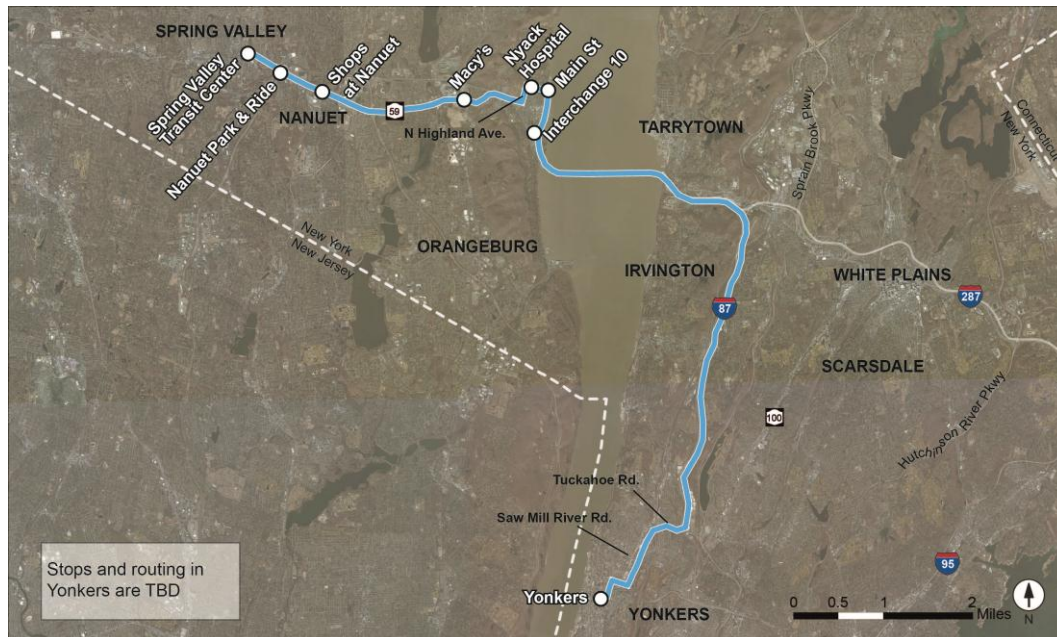 SPRING VALLEY
Spring Valley
Transit Center
Nanuet Park & Ride
Shops
at Nanuet
NANUET
59
Macy's
Nyack
Hospital
Main St
Interchange 10
N Highland Ave.
TARRYTOWN
Sprain Brook Pkwy
Connecticut
New York
New York
New Jersey
ORANGEBURG
IRVINGTON
WHITE PLAINS
87
287
SCARSDALE
100
Hutchinson River Pkwy
Tuckahoe Rd.
Saw Mill River Rd.
Stops and routing in
Yonkers are TBD
Yonkers
YONKERS
95
0 0.5 1 2
Miles
N